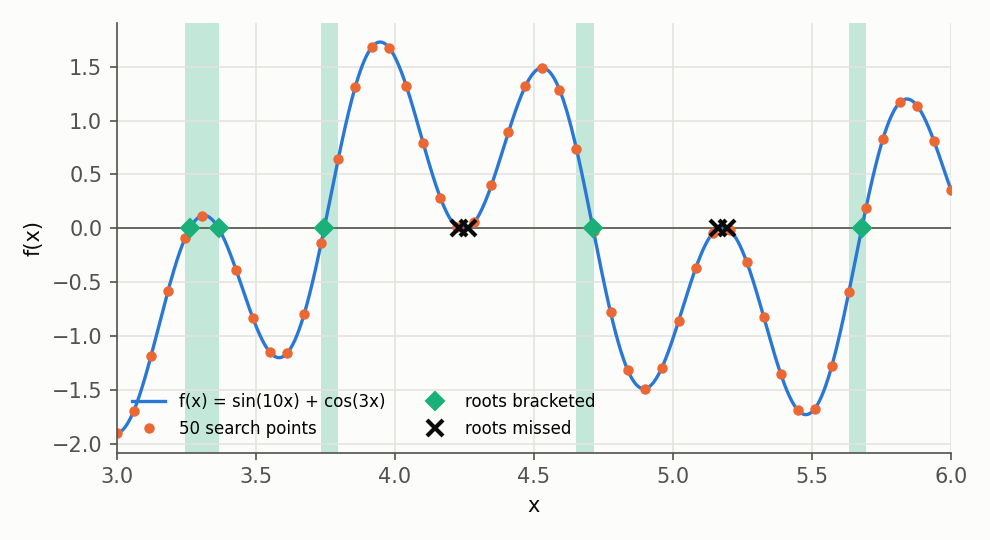 f(x)
1.5
1.0
0.5
0.0
−0.5
−1.0
−1.5
−2.0
f(x) = sin(10x) + cos(3x)
50 search points
roots bracketed
roots missed
3.0 3.5 4.0 4.5 5.0 5.5 6.0
x